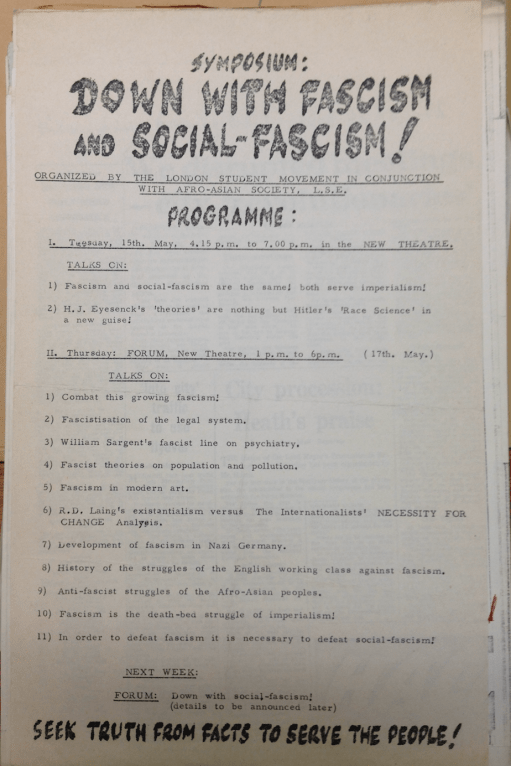 SYMPOSIUM:
DOWN WITH FASCISM
AND SOCIAL-FASCISM!
ORGANIZED BY THE LONDON STUDENT MOVEMENT IN CONJUNCTION
WITH AFRO-ASIAN SOCIETY, L.S.E.
PROGRAMME:
I. Tuesday, 15th. May, 4.15 p.m. to 7.00 p.m. in the NEW THEATRE.
TALKS ON:
1) Fascism and social-fascism are the same! both serve imperialism!
2) H.J. Eyesenck's 'theories' are nothing but Hitler's 'Race Science' in
a new guise!
II. Thursday: FORUM, New Theatre, 1 p.m. to 6p.m. (17th. May.)
TALKS ON:
1) Combat this growing fascism!
2) Fascistisation of the legal system.
3) William Sargent's fascist line on psychiatry.
4) Fascist theories on population and pollution.
5) Fascism in modern art.
6) R.D. Laing's existantialism versus The Internationalists' NECESSITY FOR
CHANGE Analysis.
7) Development of fascism in Nazi Germany.
8) History of the struggles of the English working class against fascism.
9) Anti-fascist struggles of the Afro-Asian peoples.
10) Fascism is the death-bed struggle of imperialism!
11) In order to defeat fascism it is necessary to defeat social-fascism!
NEXT WEEK:
FORUM: Down with social-fascism!
(details to be announced later)
SEEK TRUTH FROM FACTS TO SERVE THE PEOPLE!